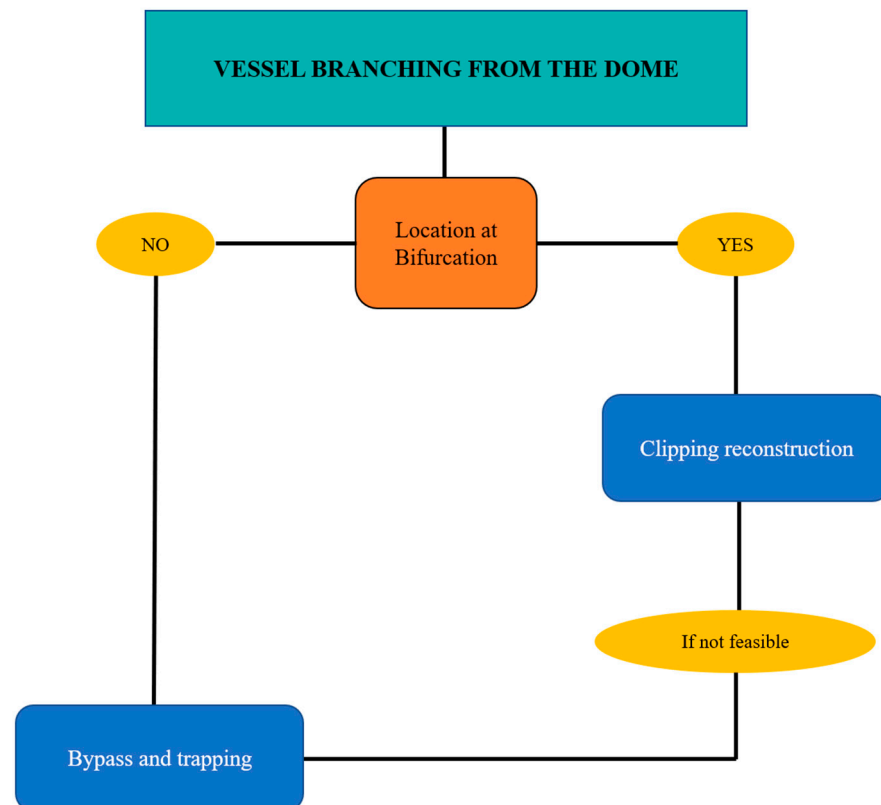 VESSEL BRANCHING FROM THE DOME
Location at
Bifurcation
NO
YES
Clipping reconstruction
If not feasible
Bypass and trapping